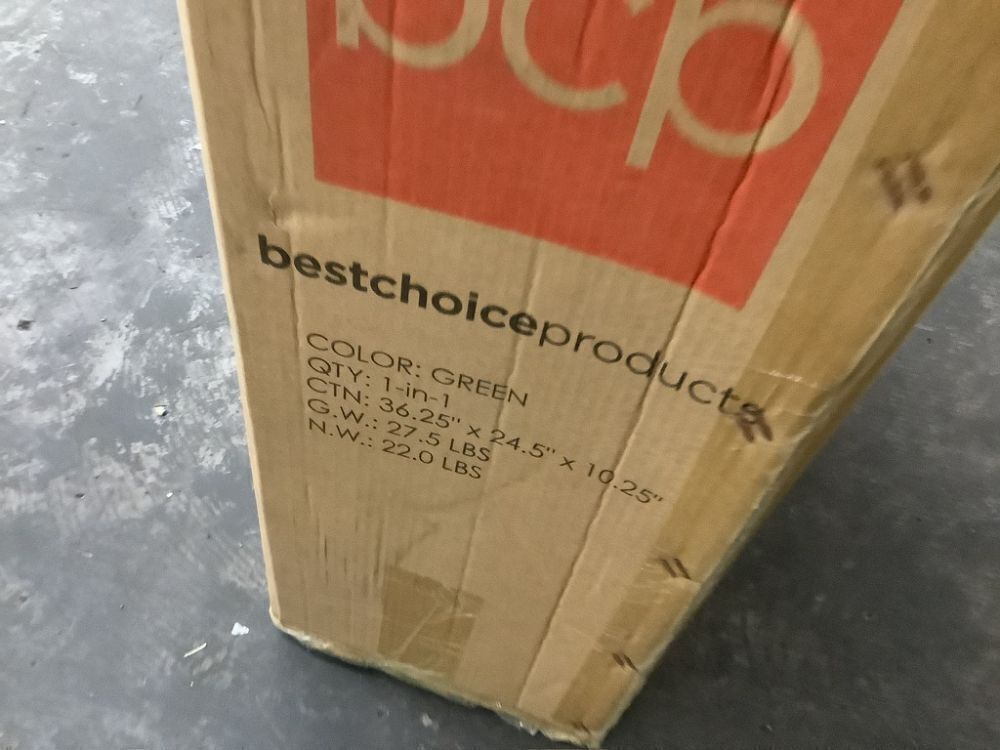 bcp
bestchoiceproducts
COLOR: GREEN
QTY: 1-in-1
CTN: 36.25" x 24.5" x 10.25"
G.W.: 27.5 LBS
N.W.: 22.0 LBS